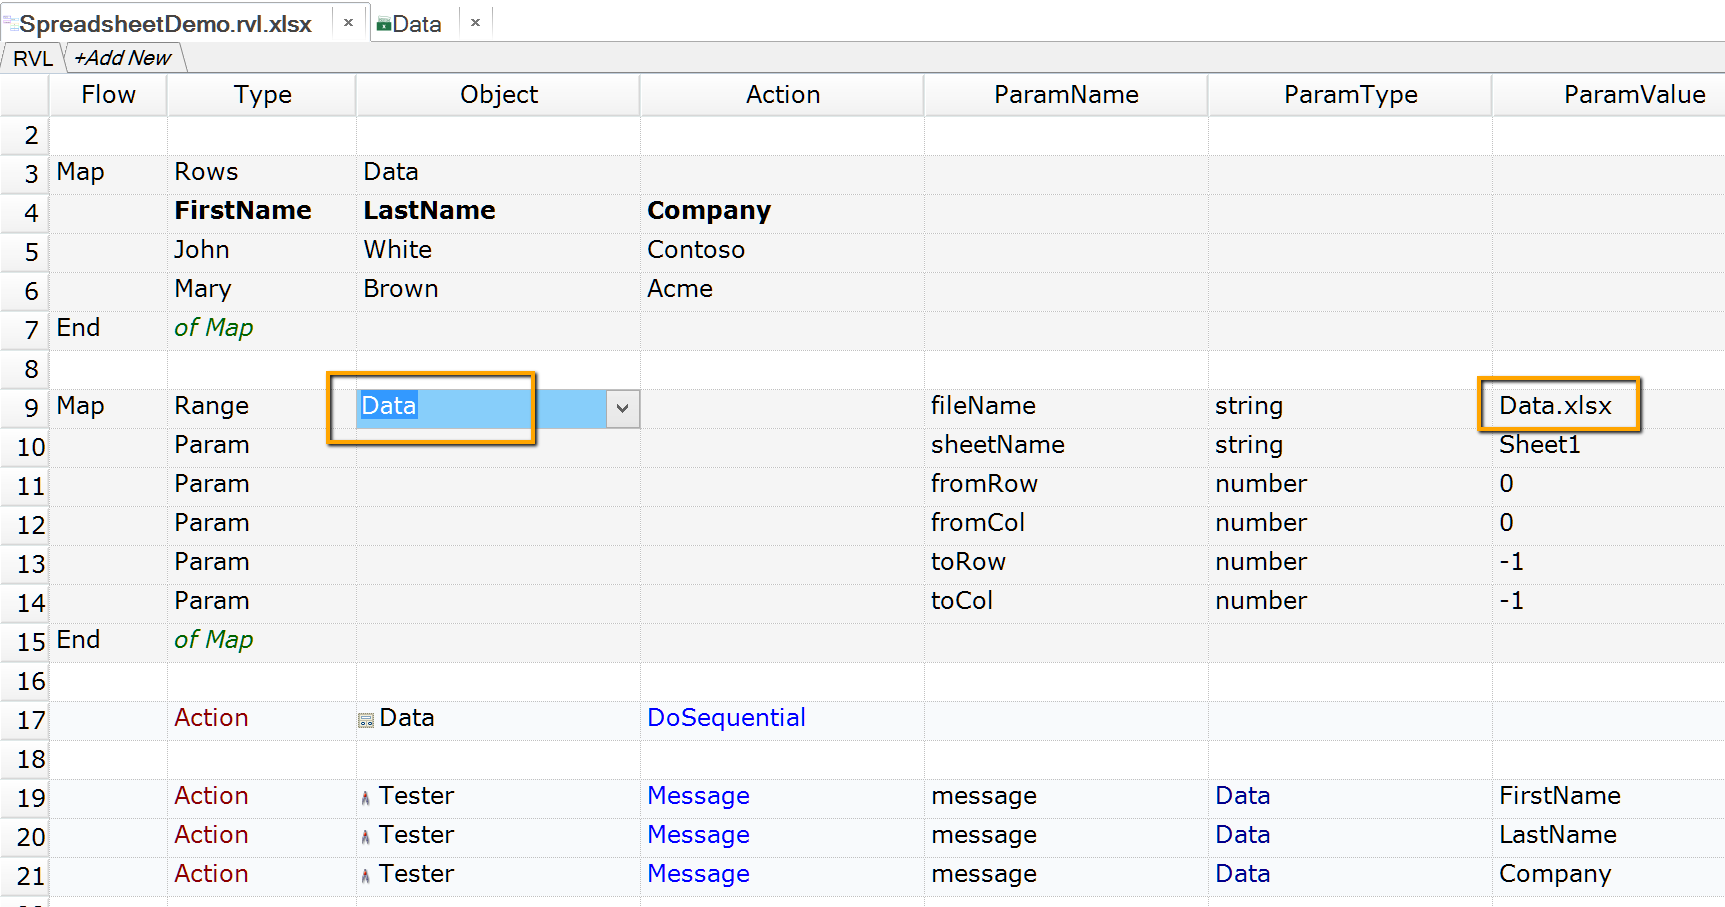 SpreadsheetDemo.rvl.xlsx × Data ×
RVL +Add New
Flow Type Object Action ParamName ParamType ParamValue
2
3 Map Rows Data
4 FirstName LastName Company
5 John White Contoso
6 Mary Brown Acme
7 End of Map
8
9 Map Range Data fileName string Data.xlsx
10 Param sheetName string Sheet1
11 Param fromRow number 0
12 Param fromCol number 0
13 Param toRow number -1
14 Param toCol number -1
15 End of Map
16
17 Action Data DoSequential
18
19 Action Tester Message message Data FirstName
20 Action Tester Message message Data LastName
21 Action Tester Message message Data Company